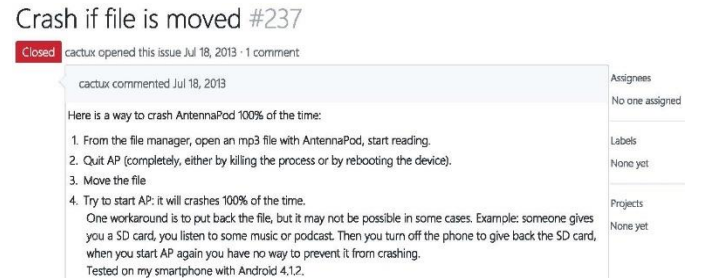 Crash if file is moved #237
Closed cactux opened this issue Jul 18, 2013 · 1 comment
cactux commented Jul 18, 2013
Here is a way to crash AntennaPod 100% of the time:
1. From the file manager, open an mp3 file with AntennaPod, start reading.
2. Quit AP (completely, either by killing the process or by rebooting the device).
3. Move the file
4. Try to start AP: it will crashes 100% of the time.
One workaround is to put back the file, but it may not be possible in some cases. Example: someone gives
you a SD card, you listen to some music or podcast. Then you turn off the phone to give back the SD card,
when you start AP again you have no way to prevent it from crashing.
Tested on my smartphone with Android 4.1.2.
Assignees
No one assigned
Labels
None yet
Projects
None yet